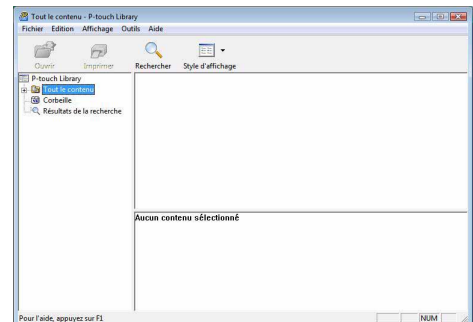 Tout le contenu - P-touch Library
Fichier Edition Affichage Outils Aide
Ouvrir Imprimer Rechercher Style d'affichage
P-touch Library
Tout le contenu
Corbeille
Résultats de la recherche
Aucun contenu sélectionné
Pour l'aide, appuyez sur F1 NUM